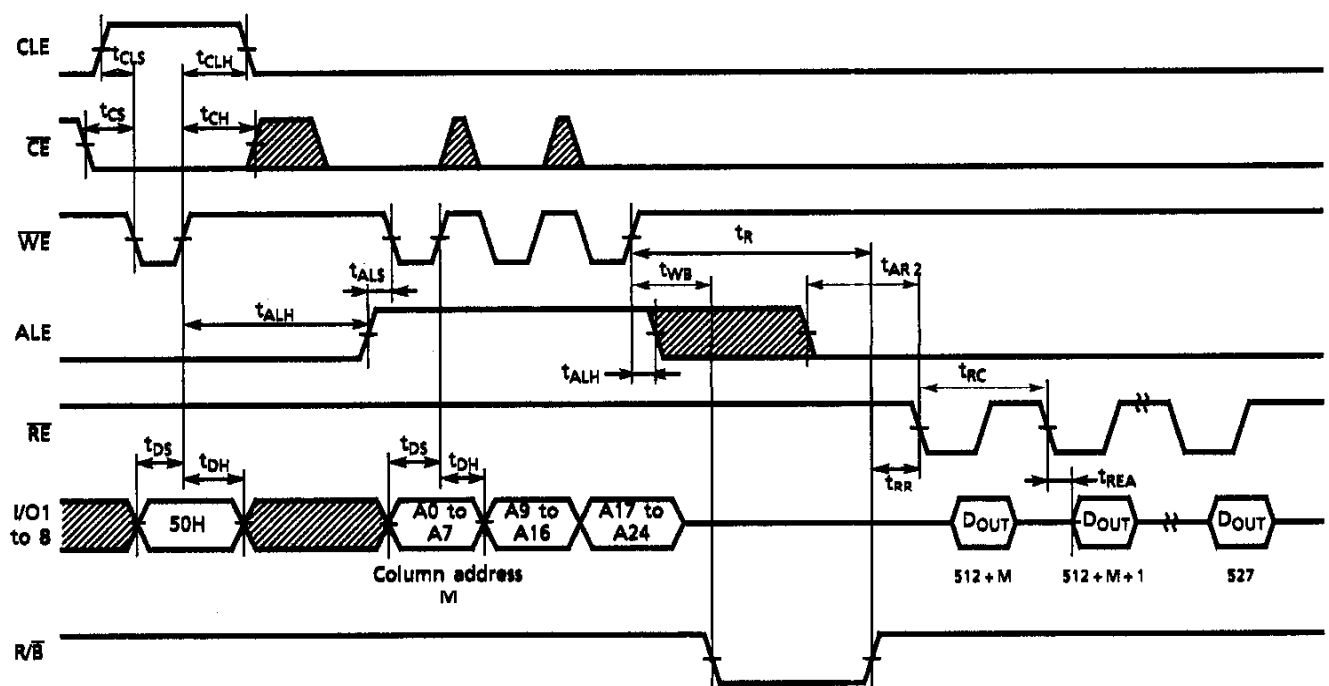 CLE
tCLS
tCLH
CE
tCS
tCH
WE
tR
tWB
tAR2
tALS
ALE
tALH
tALH
tRC
RE
tDS
tDH
tDS
tDH
tRR
tREA
I/O1
to 8
50H
A0 to
A7
A9 to
A16
A17 to
A24
DOUT
DOUT
DOUT
Column address
M
512 + M
512 + M + 1
527
R/B